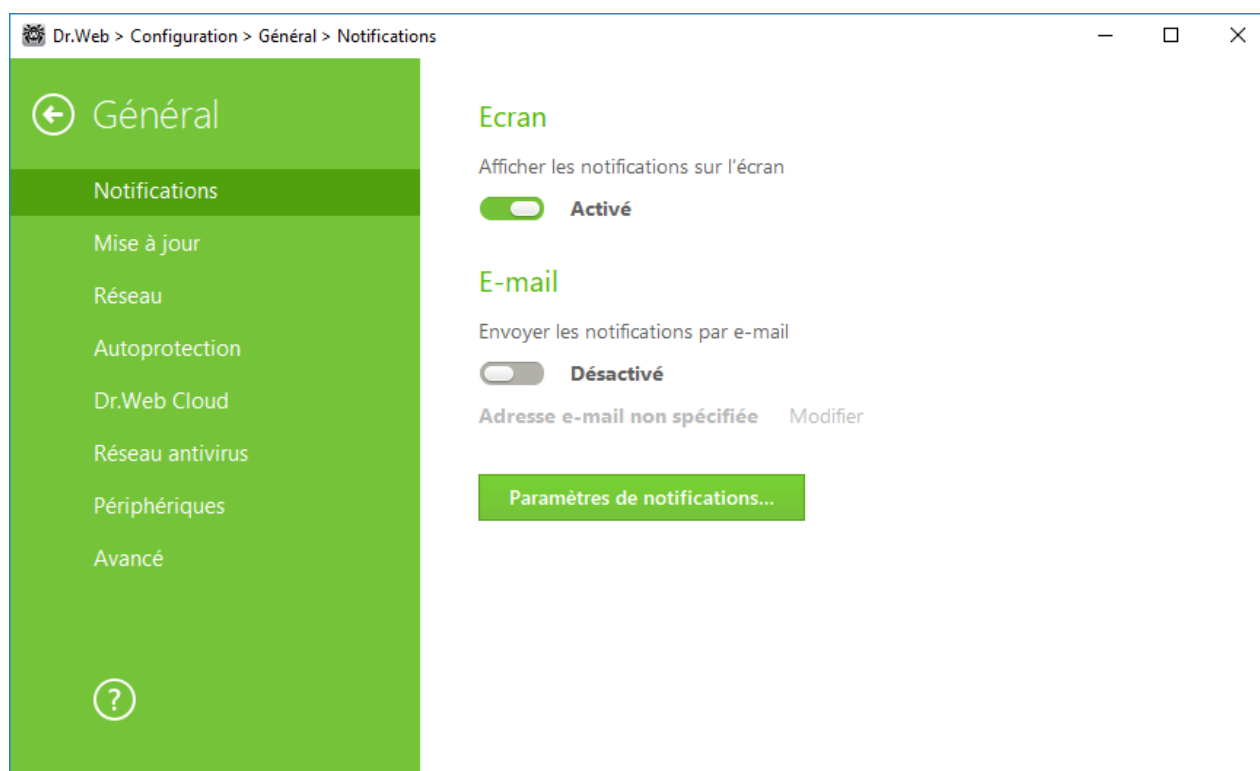 Dr.Web > Configuration > Général > Notifications
Général
Notifications
Mise à jour
Réseau
Autoprotection
Dr.Web Cloud
Réseau antivirus
Périphériques
Avancé
?
Ecran
Afficher les notifications sur l'écran
Activé
E-mail
Envoyer les notifications par e-mail
Désactivé
Adresse e-mail non spécifiée Modifier
Paramètres de notifications...